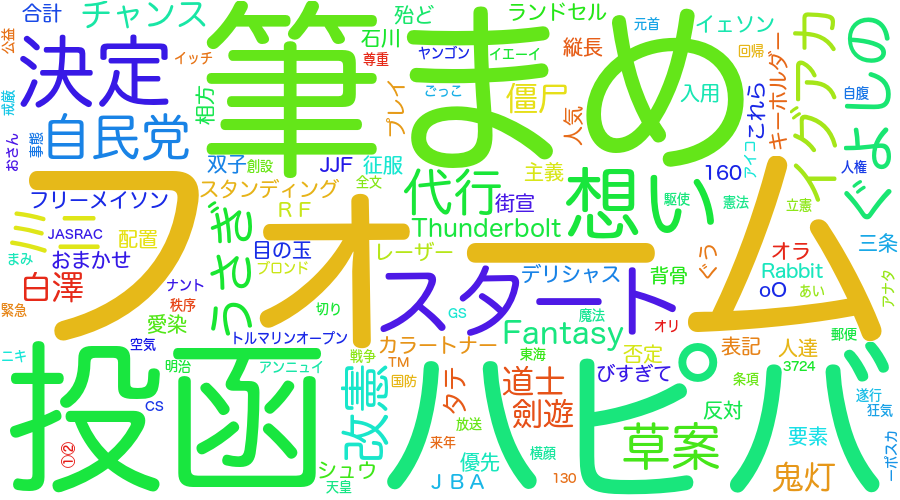 合計
チャンス
殆ど
ランドセル
元首
イェソン
公益
イッチ
石川
尊重
ヤンゴン
イエーイ
縦長
回帰
イグアカ
ぐよしの
決定
筆まめ
戒厳
相方
プレイ
ごっこ
僵尸
人気
入用
これら
キーホルダー
自腹
おさん
事態
自民党
双子
創設
JJF
征服
主義
160
アイコ
人権
フリーメイソン
スタンディング
全文
代行
街宣
想い
駆使
憲法
立憲
ミニ
JASRAC
配置
うさぎ
ＲＦ
Thunderbolt
三条
まみ
おまかせ
目の玉
レーザー
ぐう
オラ
白澤
ナント
ブロンド
フォーム
スタート
デリシャス
背骨
Rabbit
アナタ
緊急
秩序
切り
GS
魔法
オリ
oO
あい
愛染
トルマリンオープン
Fantasy
郵便
ニキ
空気
戦争
カラートナー
東海
否定
表記
人達
明治
アンニュイ
TM
びすぎて
条項
3724
投函
改憲
国防
タテ
道士
ハピバ
遂行
CS
劍遊
反対
狂気
①②
来年
放送
草案
要素
ーポスカ
シュウ
優先
横顔
鬼灯
天皇
ＪＢＡ
130